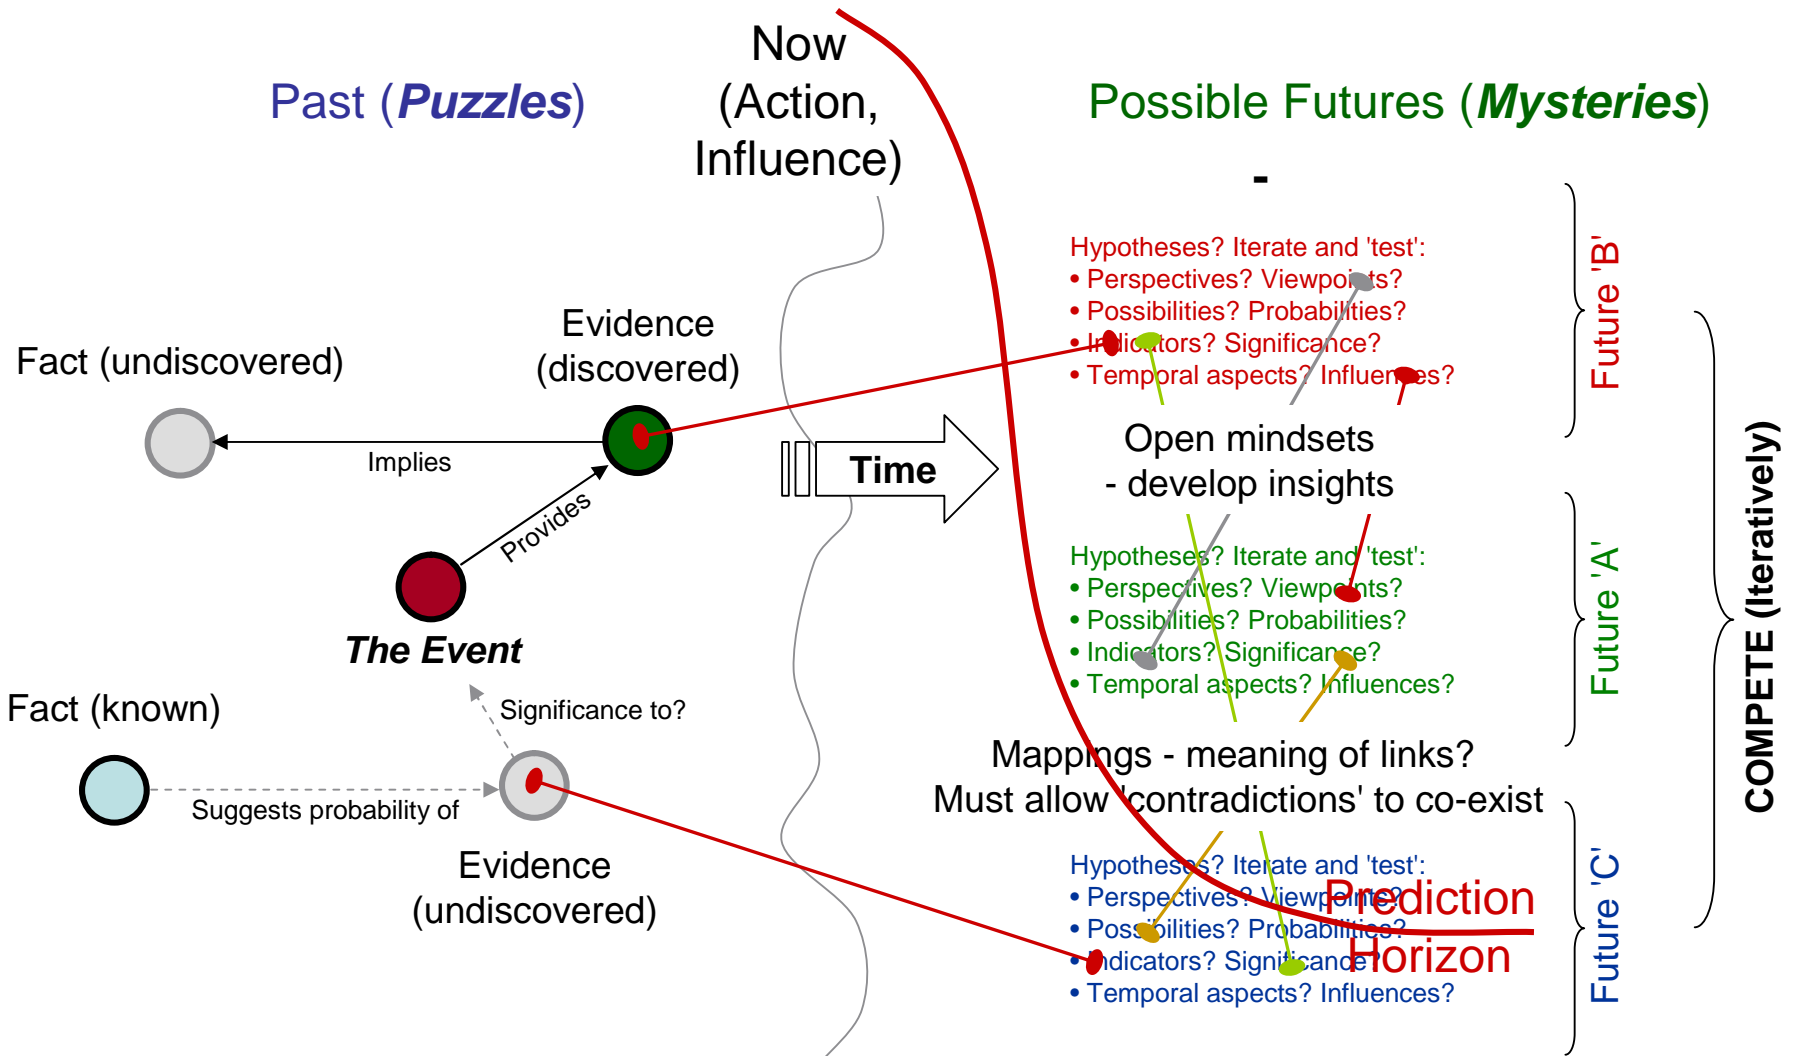 Now
(Action,
Influence)
Past (Puzzles)
Possible Futures (Mysteries)
-
Evidence
(discovered)
Fact (undiscovered)
Implies
Provides
The Event
Significance to?
Fact (known)
Suggests probability of
Evidence
(undiscovered)
Time
Hypotheses? Iterate and 'test':
• Perspectives? Viewpoints?
• Possibilities? Probabilities?
• Indicators? Significance?
• Temporal aspects? Influences?
Future 'B'
Open mindsets
- develop insights
Hypotheses? Iterate and 'test':
• Perspectives? Viewpoints?
• Possibilities? Probabilities?
• Indicators? Significance?
• Temporal aspects? Influences?
Future 'A'
Mappings - meaning of links?
Must allow 'contradictions' to co-exist
Hypotheses? Iterate and 'test':
• Perspectives? Viewpoints?
• Possibilities? Probabilities?
• Indicators? Significance?
• Temporal aspects? Influences?
Future 'C'
Prediction
Horizon
COMPETE (Iteratively)